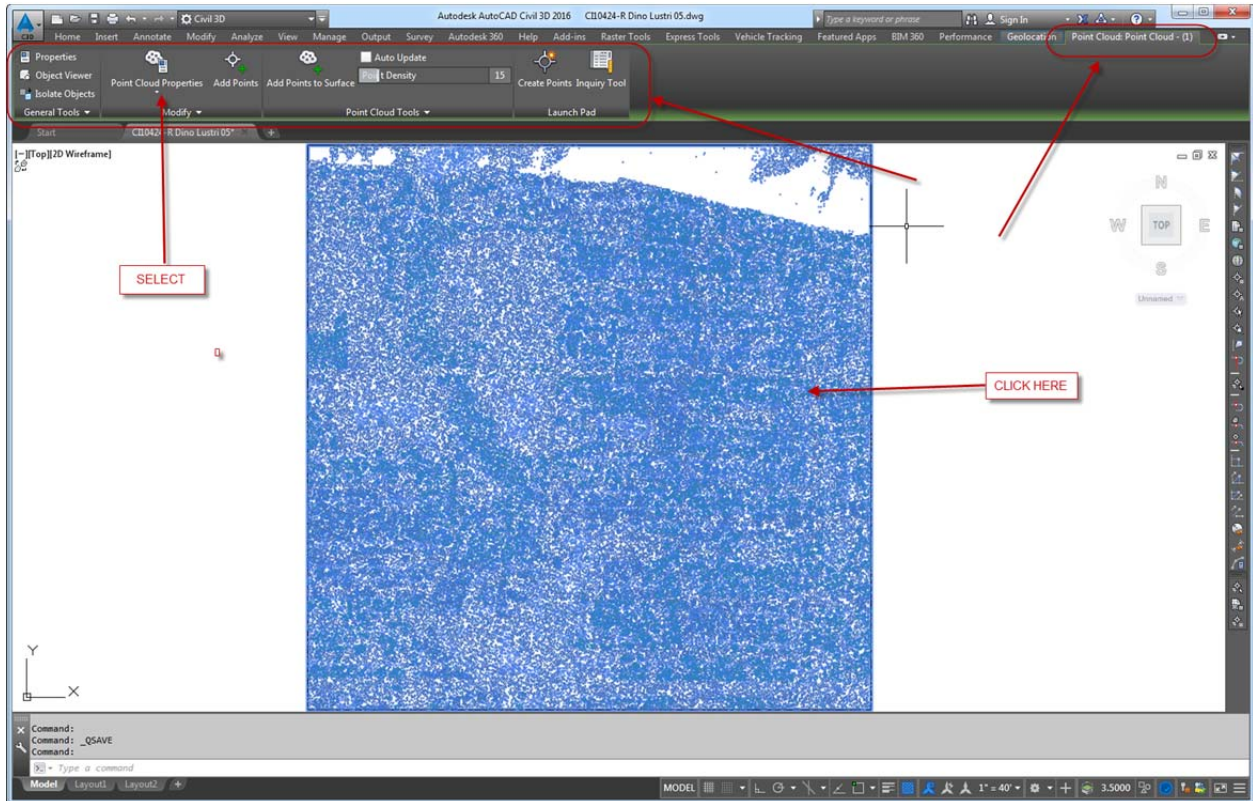 Civil 3D
Autodesk AutoCAD Civil 3D 2016 CI10424-R Dino Lustri 05.dwg
Type a keyword or phrase
Sign In
C3D
Home Insert Annotate Modify Analyze View Manage Output Survey Autodesk 360 Help Add-ins Raster Tools Express Tools Vehicle Tracking Featured Apps BIM 360 Performance Geolocation Point Cloud: Point Cloud - (1)
Properties
Object Viewer
Isolate Objects
Point Cloud Properties
Add Points
Add Points to Surface
Auto Update
Point Density 15
Create Points
Inquiry Tool
General Tools
Modify
Point Cloud Tools
Launch Pad
Start
CI10424-R Dino Lustri 05*
[-][Top][2D Wireframe]
N
W
TOP
E
S
Unnamed
SELECT
CLICK HERE
Y
X
Command:
Command: _QSAVE
Command:
Type a command
Model Layout1 Layout2 +
MODEL
1" = 40'
3.5000